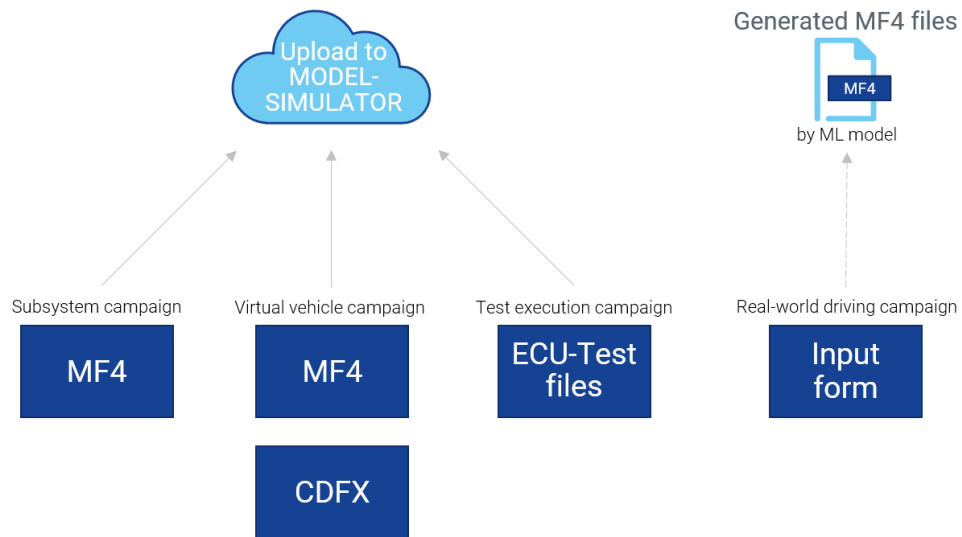 Upload to
MODEL-
SIMULATOR
Generated MF4 files
MF4
by ML model
Subsystem campaign
Virtual vehicle campaign
Test execution campaign
Real-world driving campaign
MF4
MF4
ECU-Test
files
Input
form
CDFX